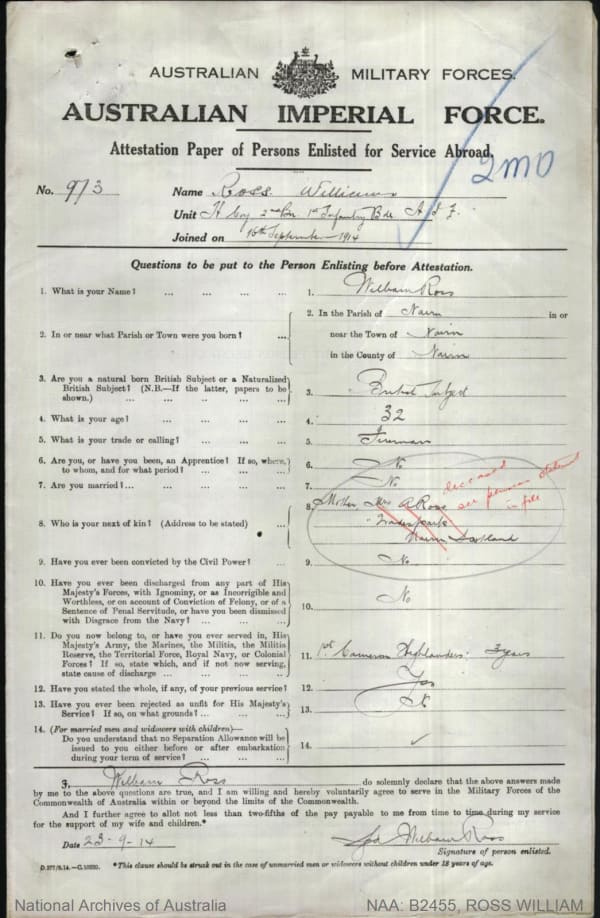 AUSTRALIAN MILITARY FORCES.
AUSTRALIAN IMPERIAL FORCE.
Attestation Paper of Persons Enlisted for Service Abroad.
2MD
No. 973 Name Ross William
Unit H Coy 2nd Bn 1st Infantry Bde A.I.F.
Joined on 16th September 1914
Questions to be put to the Person Enlisting before Attestation.
1. What is your Name? ... ... ... ... 1. William Ross
2. In or near what Parish or Town were you born? ... 2. In the Parish of Nairn in or
near the Town of Nairn
in the County of Nairn
3. Are you a natural born British Subject or a Naturalized
British Subject? (N.B.—If the latter, papers to be
shown.) ... ... ... ... ... 3. British Subject
4. What is your age? ... ... ... ... 4. 32
5. What is your trade or calling? ... ... ... 5. Fireman
6. Are you, or have you been, an Apprentice? If so, where,
to whom, and for what period? ... ... ... 6. No
7. Are you married? ... ... ... ... ... 7. No
deceased
see pension statement
in file
8. Who is your next of kin? (Address to be stated) ... 8. Mother Mrs A Ross
Nairn Scotland
9. Have you ever been convicted by the Civil Power? ... 9. No
10. Have you ever been discharged from any part of His
Majesty's Forces, with Ignominy, or as Incorrigible and
Worthless, or on account of Conviction of Felony, or of a
Sentence of Penal Servitude, or have you been dismissed
with Disgrace from the Navy? ... ... ... 10. No
11. Do you now belong to, or have you ever served in, His
Majesty's Army, the Marines, the Militia, the Militia
Reserve, the Territorial Force, Royal Navy, or Colonial
Forces? If so, state which, and if not now serving,
state cause of discharge ... ... ... ... 11. 1st Cameron Highlanders. 3 years
12. Have you stated the whole, if any, of your previous service? 12. Yes
13. Have you ever been rejected as unfit for His Majesty's
Service? If so, on what grounds? ... ... ... 13.
14. (For married men and widowers with children)—
Do you understand that no Separation Allowance will be
issued to you either before or after embarkation
during your term of service? ... ... ... 14. ✓
I, William Ross do solemnly declare that the above answers made
by me to the above questions are true, and I am willing and hereby voluntarily agree to serve in the Military Forces of the
Commonwealth of Australia within or beyond the limits of the Commonwealth.
And I further agree to allot not less than two-fifths of the pay payable to me from time to time during my service
for the support of my wife and children.*
Date 23-9-14 Sgd William Ross
Signature of person enlisted.
*This clause should be struck out in the case of unmarried men or widowers without children under 18 years of age.
National Archives of Australia NAA: B2455, ROSS WILLIAM